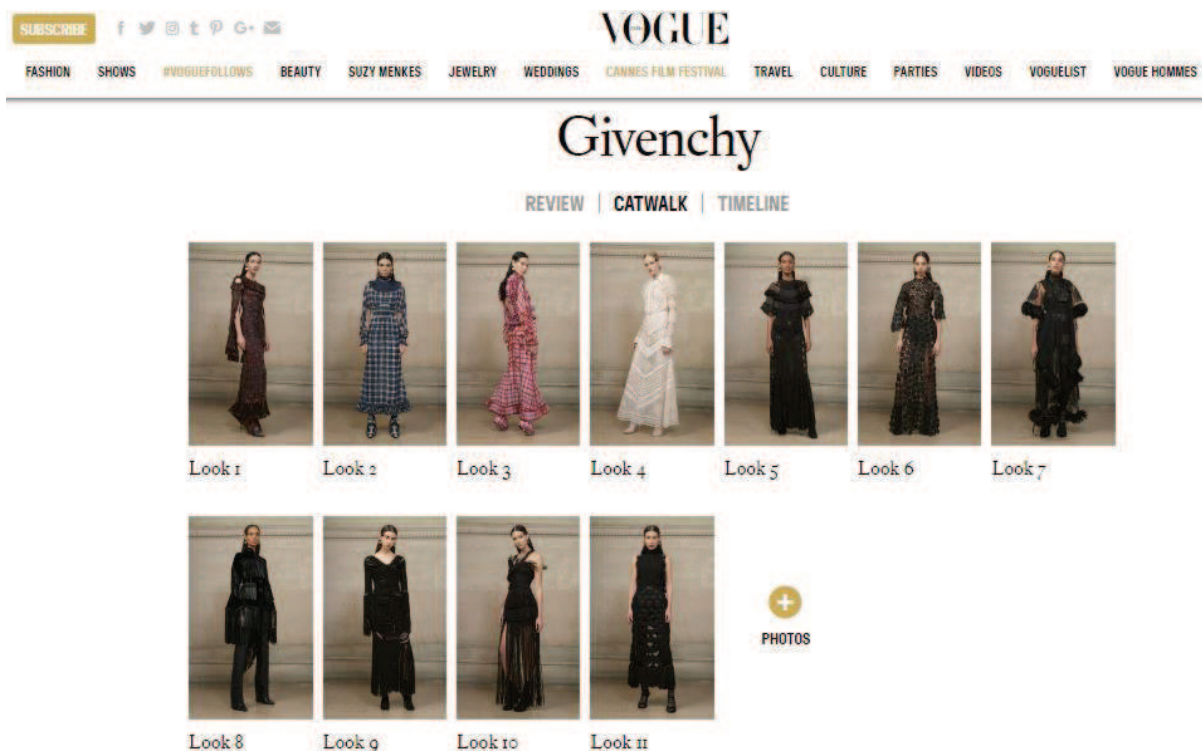 SUBSCRIBE
VOGUE
FASHION SHOWS #VOGUEFOLLOWS BEAUTY SUZY MENKES JEWELRY WEDDINGS CANNES FILM FESTIVAL TRAVEL CULTURE PARTIES VIDEOS VOGUELIST VOGUE HOMMES
Givenchy
REVIEW | CATWALK | TIMELINE
Look 1 Look 2 Look 3 Look 4 Look 5 Look 6 Look 7
PHOTOS
Look 8 Look 9 Look 10 Look 11